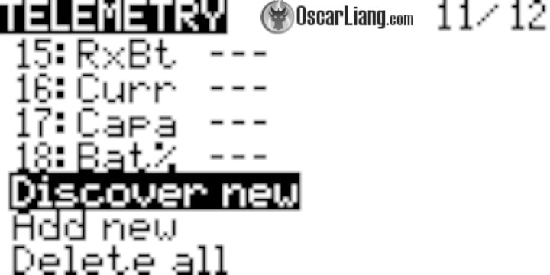 TELEMETRY OscarLiang.com 11/12
15: RxBt ---
16: Curr ---
17: Capa ---
18: Bat% ---
Discover new
Add new
Delete all